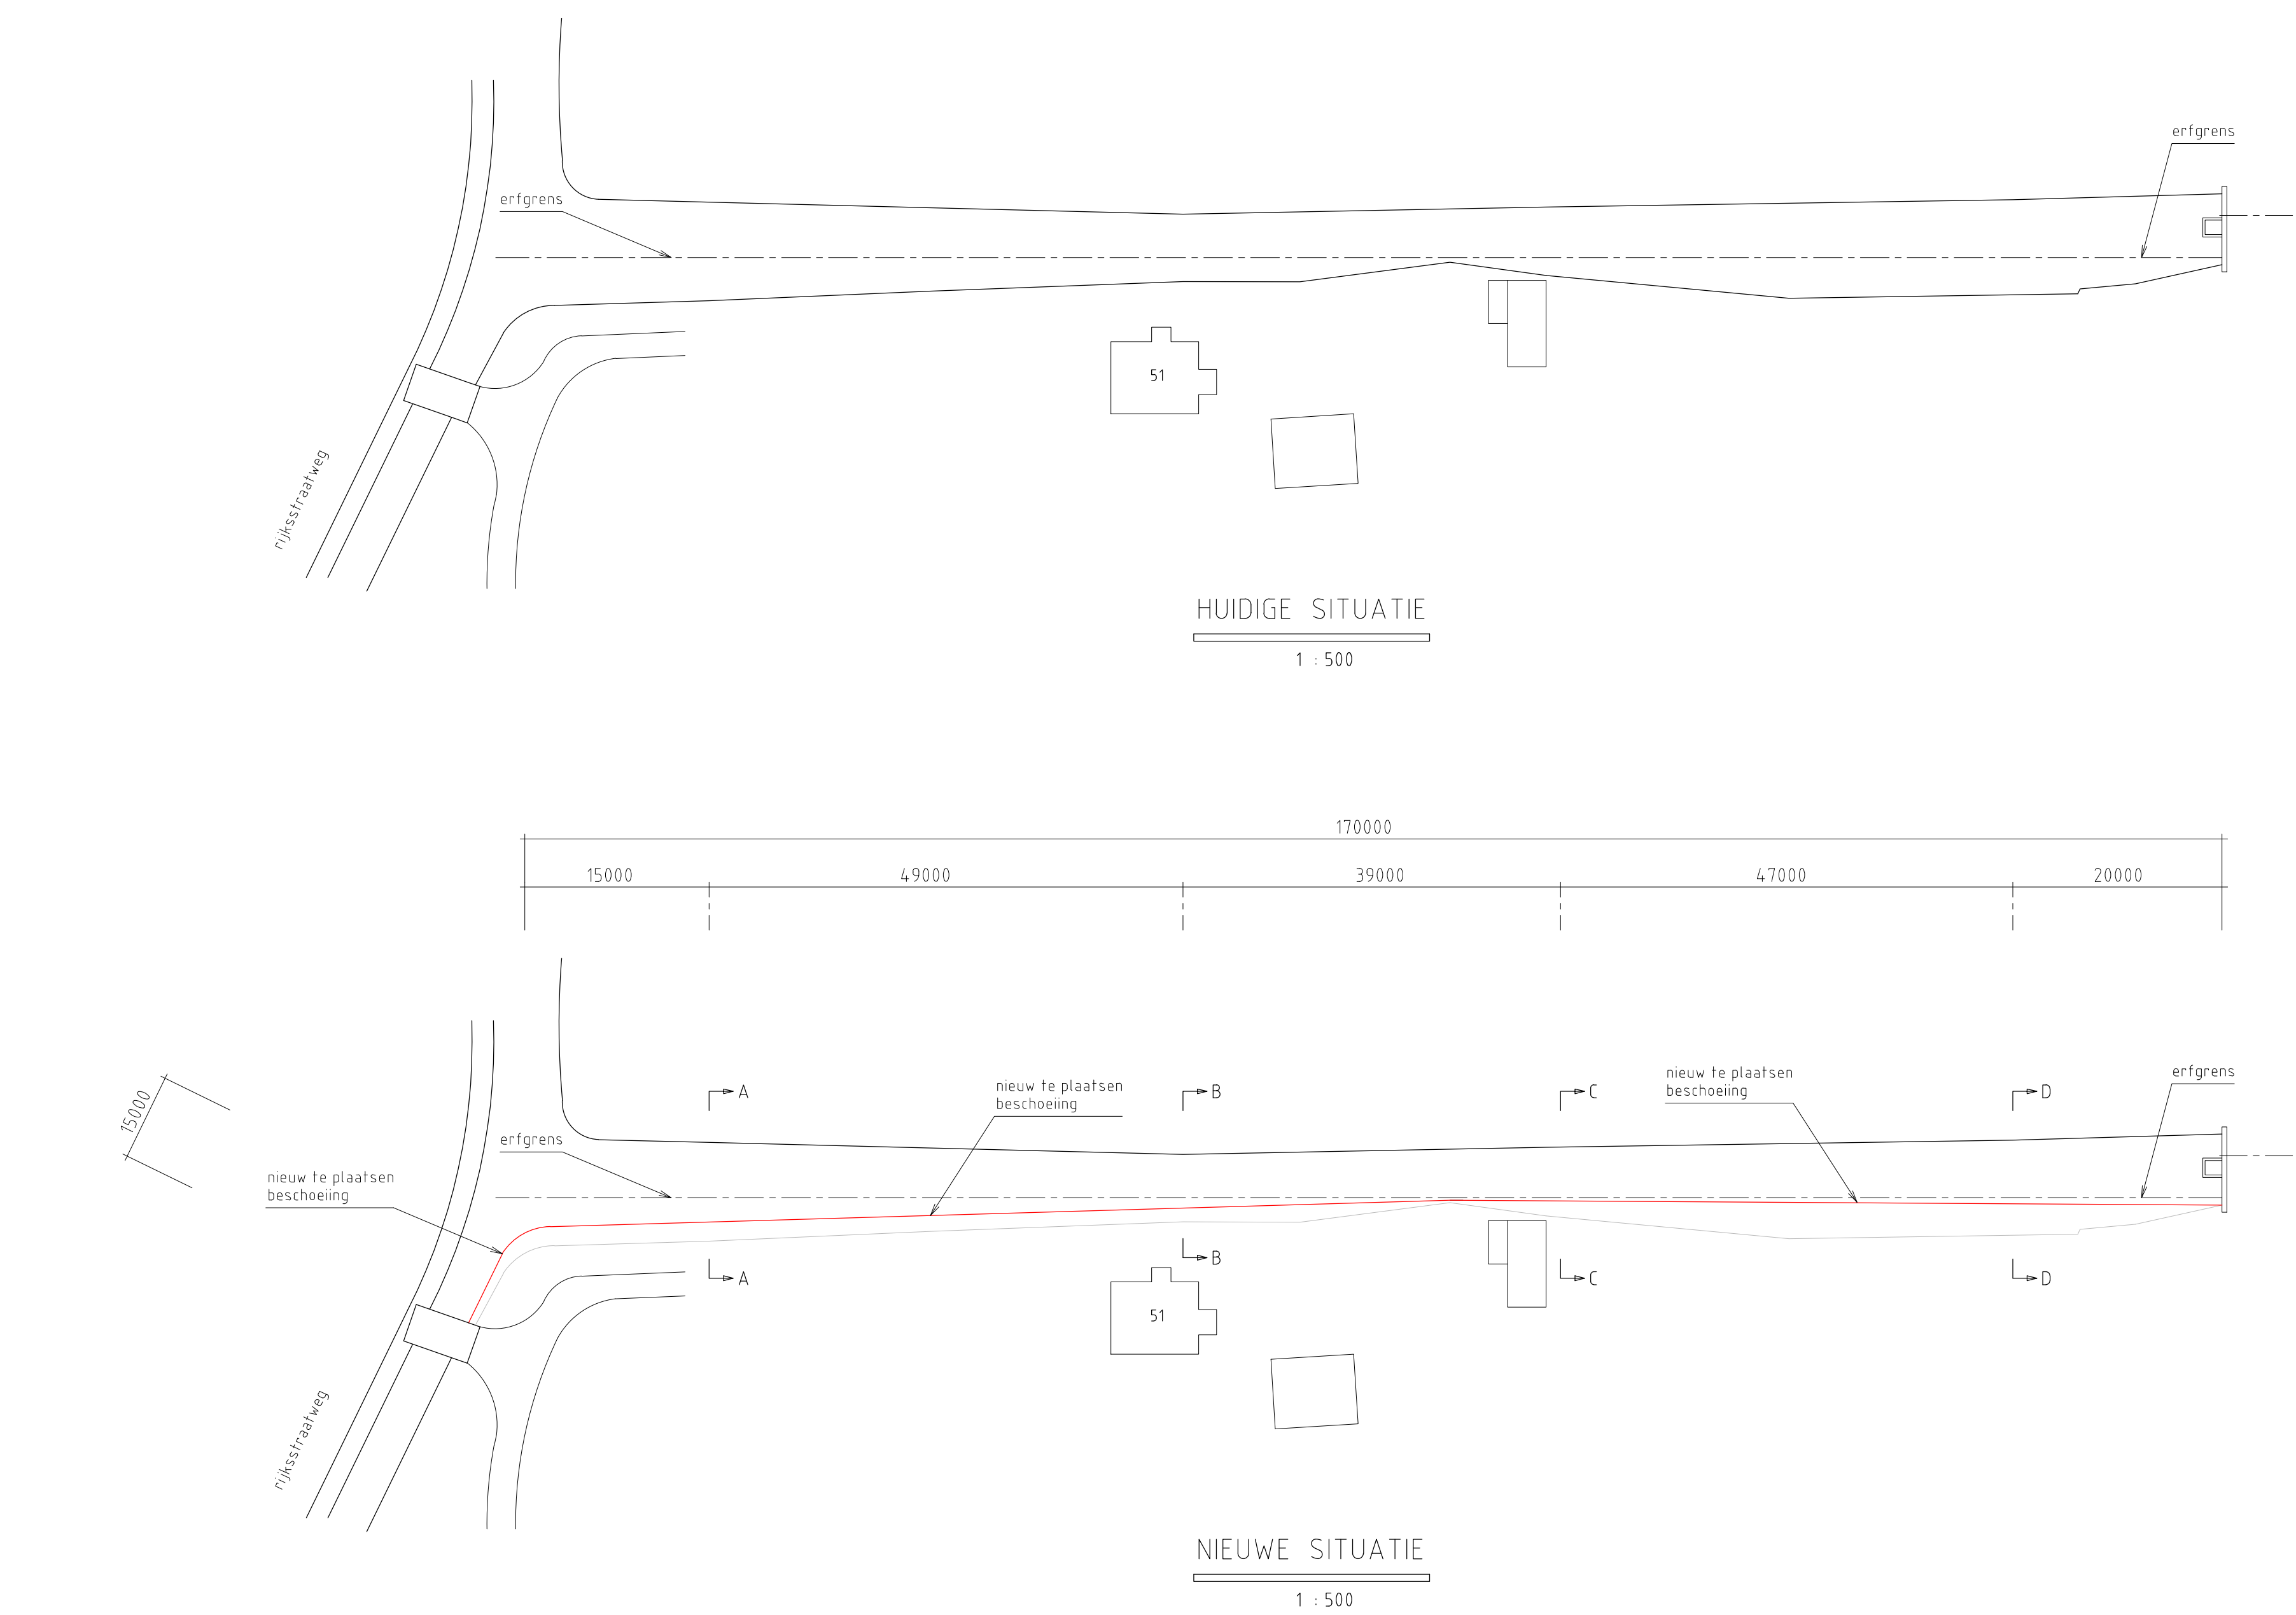 erfgrens
erfgrens
51
rijksstraatweg
HUIDIGE SITUATIE
1 : 500
170000
15000
49000
39000
47000
20000
15000
nieuw te plaatsen
beschoeiing
A
B
nieuw te plaatsen
beschoeiing
C
D
erfgrens
erfgrens
nieuw te plaatsen
beschoeiing
A
B
C
D
51
rijksstraatweg
NIEUWE SITUATIE
1 : 500